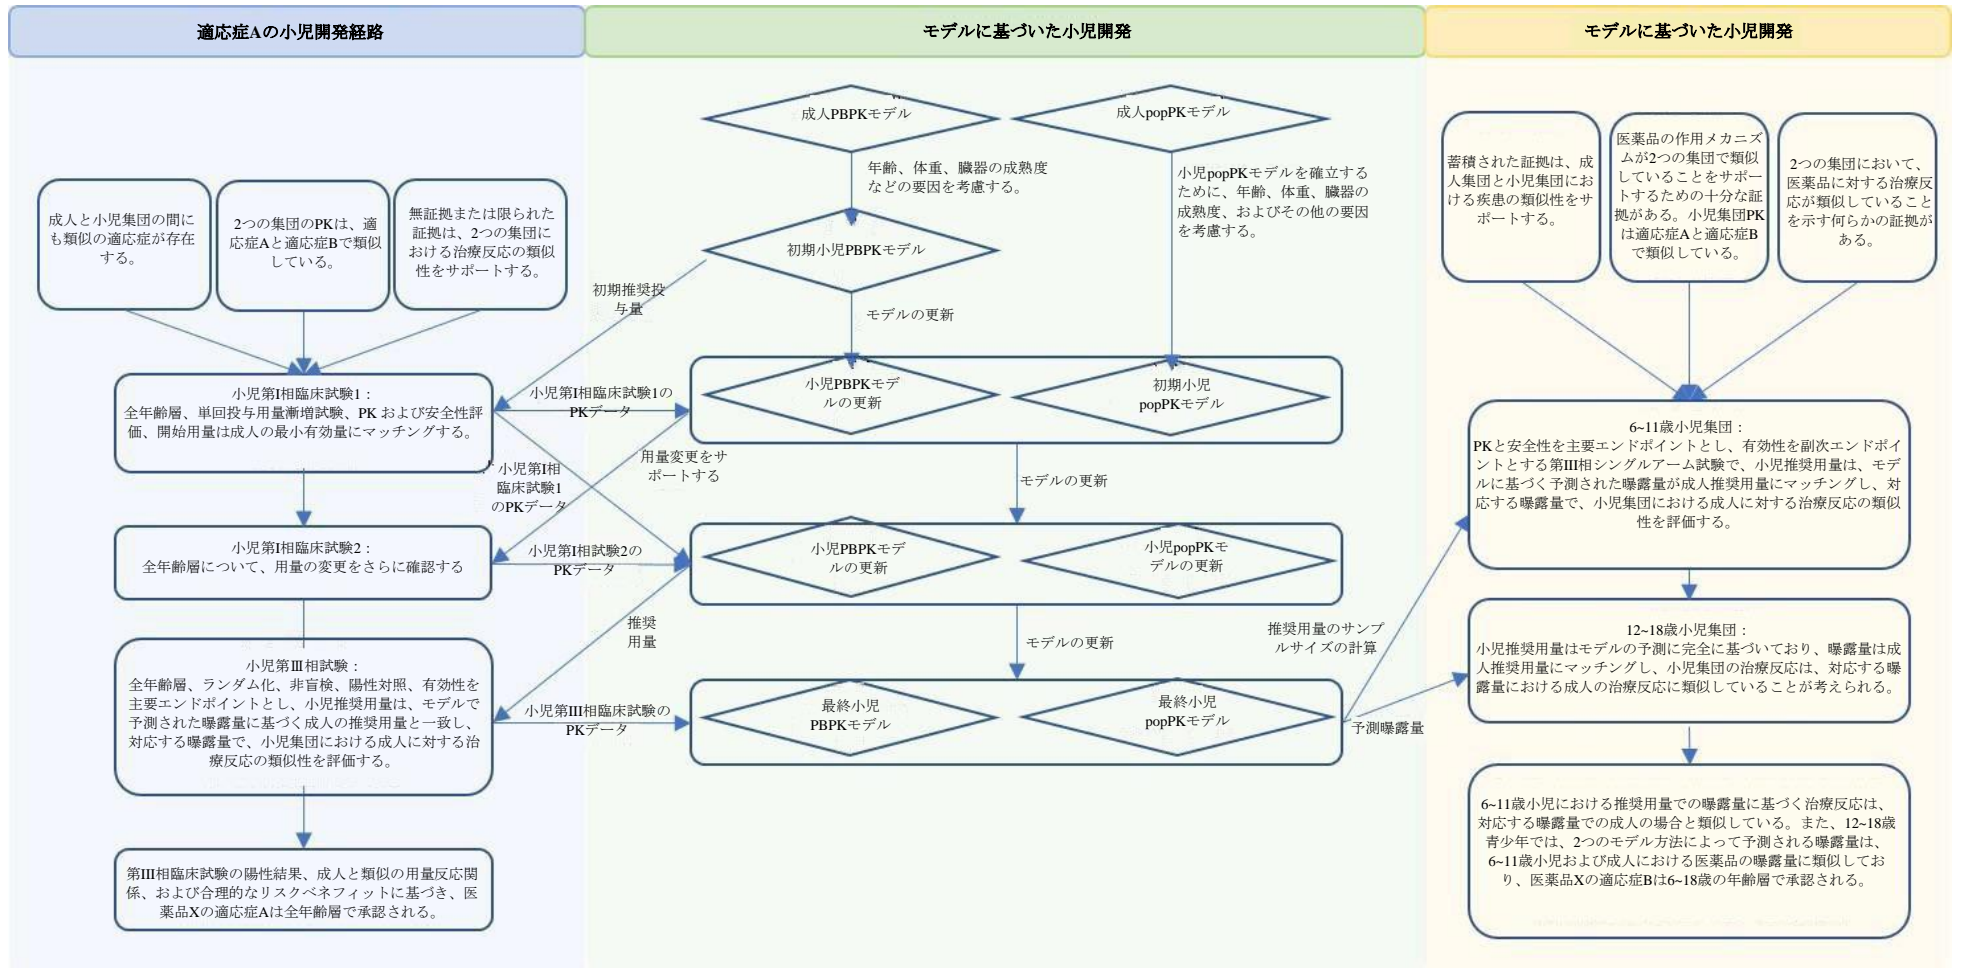 適応症Aの小児開発経路
モデルに基づいた小児開発
モデルに基づいた小児開発
成人と小児集団の間に
も類似の適応症が存在
する。
2つの集団のPKは、適
応症Aと適応症Bで類似
している。
無証拠または限られた
証拠は、2つの集団に
おける治療反応の類似
性をサポートする。
小児第I相臨床試験1：
全年齢層、単回投与用量漸増試験、PK および安全性評
価、開始用量は成人の最小有効量にマッチングする。
小児第I相臨床試験2：
全年齢層について、用量の変更をさらに確認する
小児第Ⅲ相試験：
全年齢層、ランダム化、非盲検、陽性対照、有効性を
主要エンドポイントとし、小児推奨用量は、モデルで
予測された曝露量に基づく成人の推奨用量と一致し、
対応する曝露量で、小児集団における成人に対する治
療反応の類似性を評価する。
第III相臨床試験の陽性結果、成人と類似の用量反応関
係、および合理的なリスクベネフィットに基づき、医
薬品Xの適応症Aは全年齢層で承認される。
成人PBPKモデル
成人popPKモデル
年齢、体重、臓器の成熟度
などの要因を考慮する。
小児popPKモデルを確立する
ために、年齢、体重、臓器の
成熟度、およびその他の要因
を考慮する。
初期小児PBPKモデル
初期推奨投
与量
モデルの更新
小児第I相臨床試験1の
PKデータ
小児PBPKモデ
ルの更新
初期小児
popPKモデル
用量変更をサ
ポートする
小児第I相
臨床試験1
のPKデータ
モデルの更新
小児第I相試験2の
PKデータ
小児PBPKモデ
ルの更新
小児popPKモ
デルの更新
推奨
用量
モデルの更新
推奨用量のサンプ
ルサイズの計算
小児第III相臨床試験の
PKデータ
最終小児
PBPKモデル
最終小児
popPKモデル
予測曝露量
蓄積された証拠は、成
人集団と小児集団にお
ける疾患の類似性をサ
ポートする。
医薬品の作用メカニズ
ムが2つの集団で類似
していることをサポー
トするための十分な証
拠がある。小児集団PK
は適応症Aと適応症B
で類似している。
2つの集団において、
医薬品に対する治療反
応が類似していること
を示す何らかの証拠が
ある。
6~11歳小児集団：
PKと安全性を主要エンドポイントとし、有効性を副次エンドポイ
ントとする第III相シングルアーム試験で、小児推奨用量は、モデ
ルに基づく予測された曝露量が成人推奨用量にマッチングし、対
応する曝露量で、小児集団における成人に対する治療反応の類似
性を評価する。
12~18歳小児集団：
小児推奨用量はモデルの予測に完全に基づいており、曝露量は成
人推奨用量にマッチングし、小児集団の治療反応は、対応する曝
露量における成人の治療反応に類似していることが考えられる。
6~11歳小児における推奨用量での曝露量に基づく治療反応は、
対応する曝露量での成人の場合と類似している。また、12~18歳
青少年では、2つのモデル方法によって予測される曝露量は、
6~11歳小児および成人における医薬品の曝露量に類似してお
り、医薬品Xの適応症Bは6~18歳の年齢層で承認される。